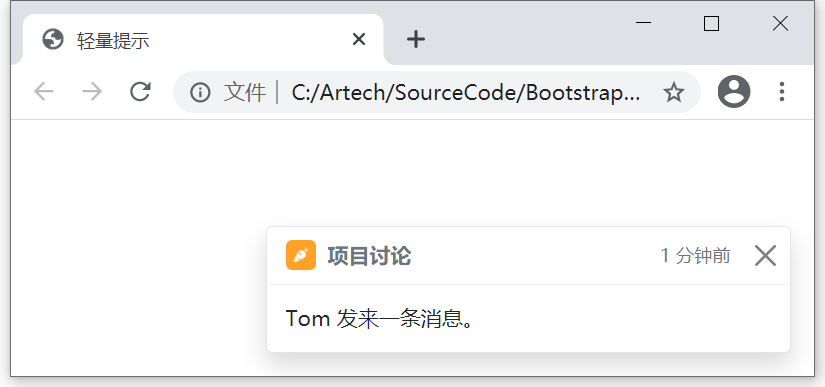 轻量提示
文件 C:/Artech/SourceCode/Bootstrap...
项目讨论 1 分钟前
Tom 发来一条消息。